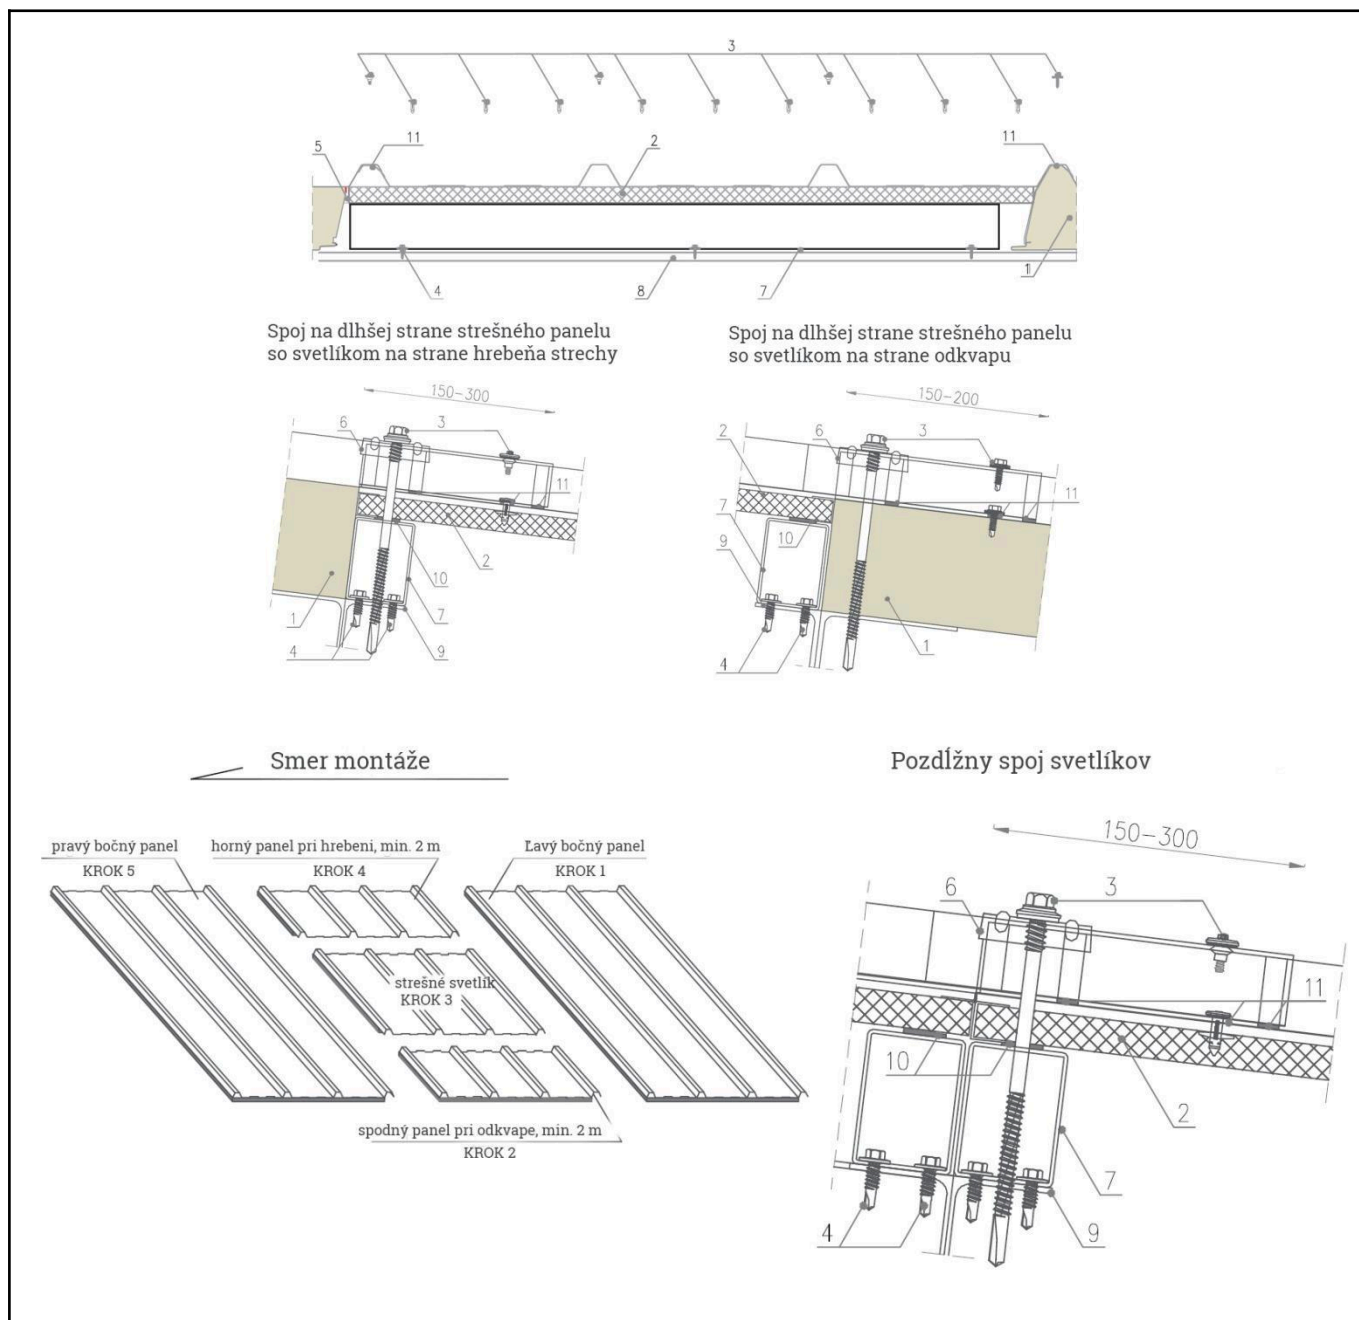 3
5
11
2
11
4
8
7
1
Spoj na dlhšej strane strešného panelu
so svetlíkom na strane hrebeňa strechy
Spoj na dlhšej strane strešného panelu
so svetlíkom na strane odkvapu
150-300
6
3
11
2
10
1
7
4
9
150-200
2
6
3
7
11
9
10
4
1
Smer montáže
pravý bočný panel
KROK 5
horný panel pri hrebeni, min. 2 m
KROK 4
Ľavý bočný panel
KROK 1
strešné svetlík
KROK 3
spodný panel pri odkvape, min. 2 m
KROK 2
Pozdĺžny spoj svetlíkov
150-300
6
3
11
10
2
7
4
9